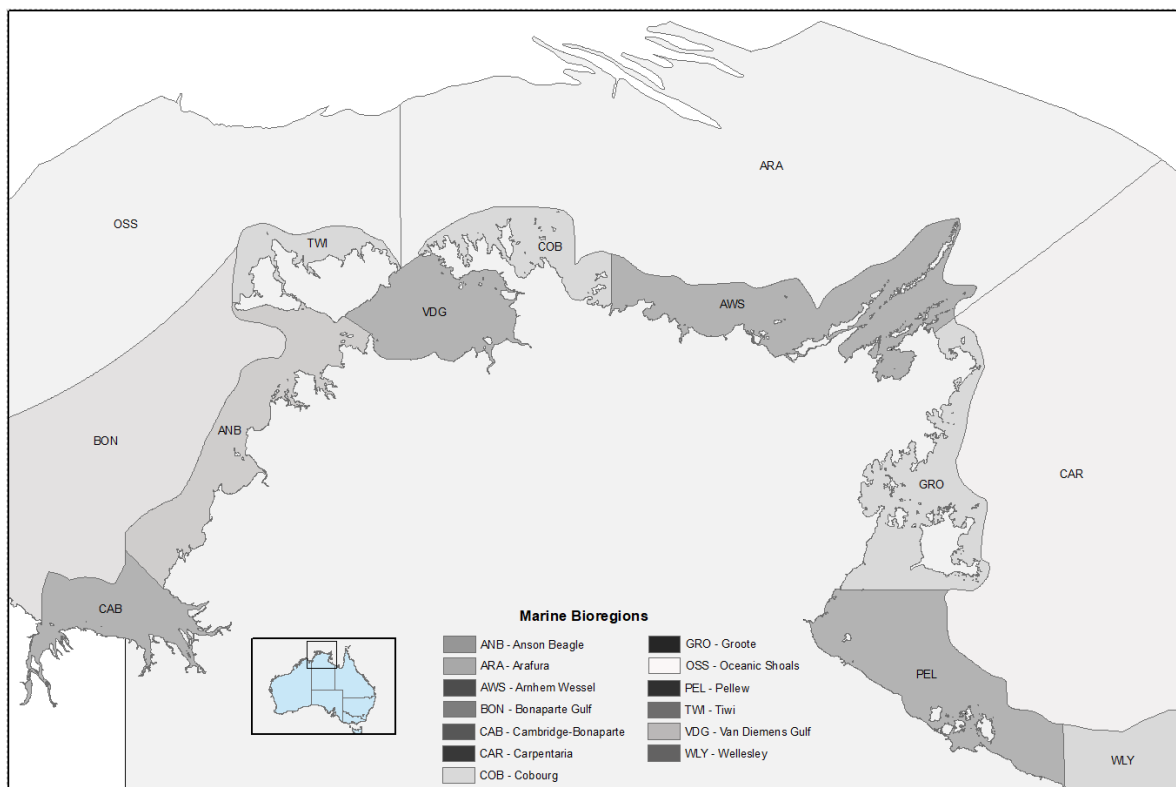 ARA
OSS
TWI
COB
VDG
AWS
BON
ANB
GRO
CAR
CAB
PEL
WLY
Marine Bioregions
ANB - Anson Beagle
ARA - Arafura
AWS - Arnhem Wessel
BON - Bonaparte Gulf
CAB - Cambridge-Bonaparte
CAR - Carpentaria
COB - Cobourg
GRO - Groote
OSS - Oceanic Shoals
PEL - Pellew
TWI - Tiwi
VDG - Van Diemens Gulf
WLY - Wellesley